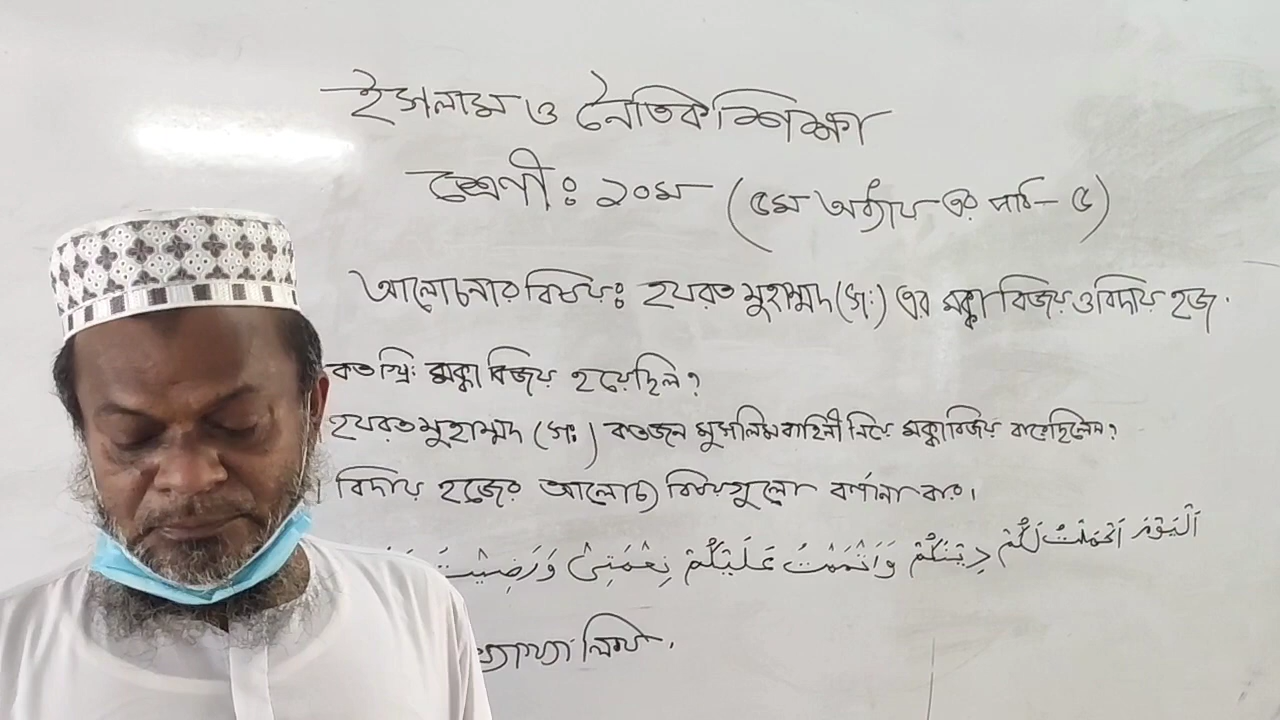 ইসলাম ও নৈতিক শিক্ষা
শ্রেণী: ১০ম (৫ম অধ্যায় এর পাঠ - ৫)
আলোচনার বিষয়: হযরত মুহাম্মদ (স:) এর মক্কা বিজয় ও বিদায় হজ.
কত খ্রি: মক্কা বিজয় হয়েছিল?
হযরত মুহাম্মদ (স:) কতজন মুসলিম বাহিনী নিয়ে মক্কা বিজয় করেছিলেন?
বিদায় হজের আলোচ্য বিষয়গুলো বর্ণনা কর।
اَلْيَوْمَ اَكْمَلْتُ لَكُمْ
دِيْنَكُمْ وَاَتْمَمْتُ عَلَيْكُمْ نِعْمَتِىْ وَرَضِيْتُ
লিখ.